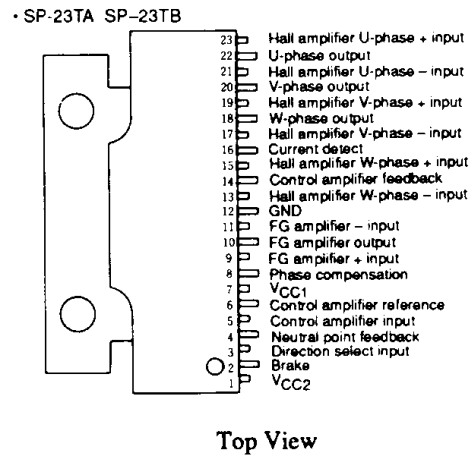 • SP-23TA SP–23TB
23 Hall amplifier U-phase + input
22 U-phase output
21 Hall amplifier U-phase – input
20 V-phase output
19 Hall amplifier V-phase + input
18 W-phase output
17 Hall amplifier V-phase – input
16 Current detect
15 Hall amplifier W-phase + input
14 Control amplifier feedback
13 Hall amplifier W-phase – input
12 GND
11 FG amplifier – input
10 FG amplifier output
9 FG amplifier + input
8 Phase compensation
7 VCC1
6 Control amplifier reference
5 Control amplifier input
4 Neutral point feedback
3 Direction select input
2 Brake
1 VCC2
Top View